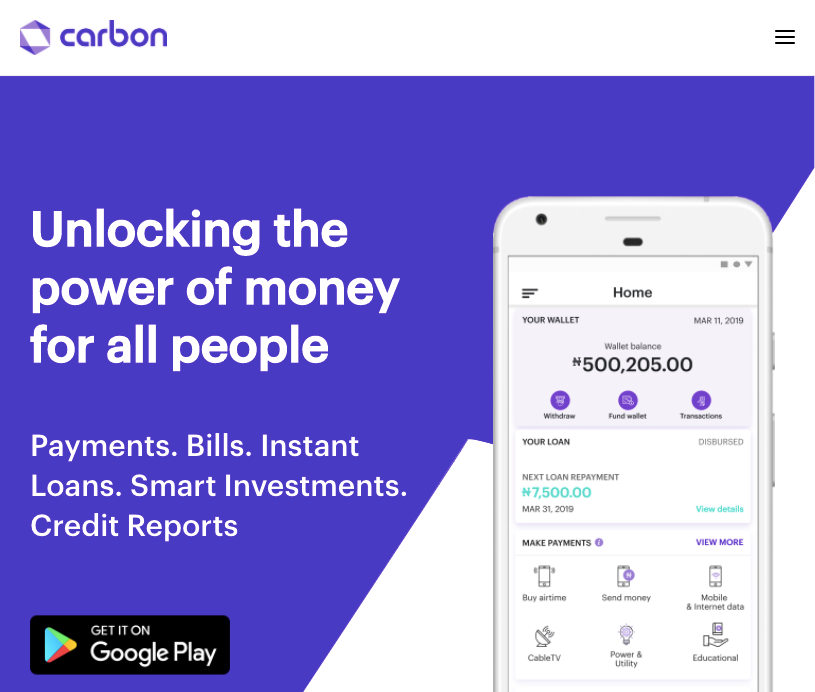 carbon
Unlocking the
power of money
for all people
Payments. Bills. Instant
Loans. Smart Investments.
Credit Reports
GET IT ON
Google Play
Home
YOUR WALLET
MAR 11, 2019
Wallet balance
₦500,205.00
Withdraw
Fund wallet
Transactions
YOUR LOAN
DISBURSED
NEXT LOAN REPAYMENT
₦7,500.00
MAR 31, 2019
View details
MAKE PAYMENTS i
VIEW MORE
Buy airtime
Send money
Mobile
& Internet data
CableTV
Power &
Utility
Educational